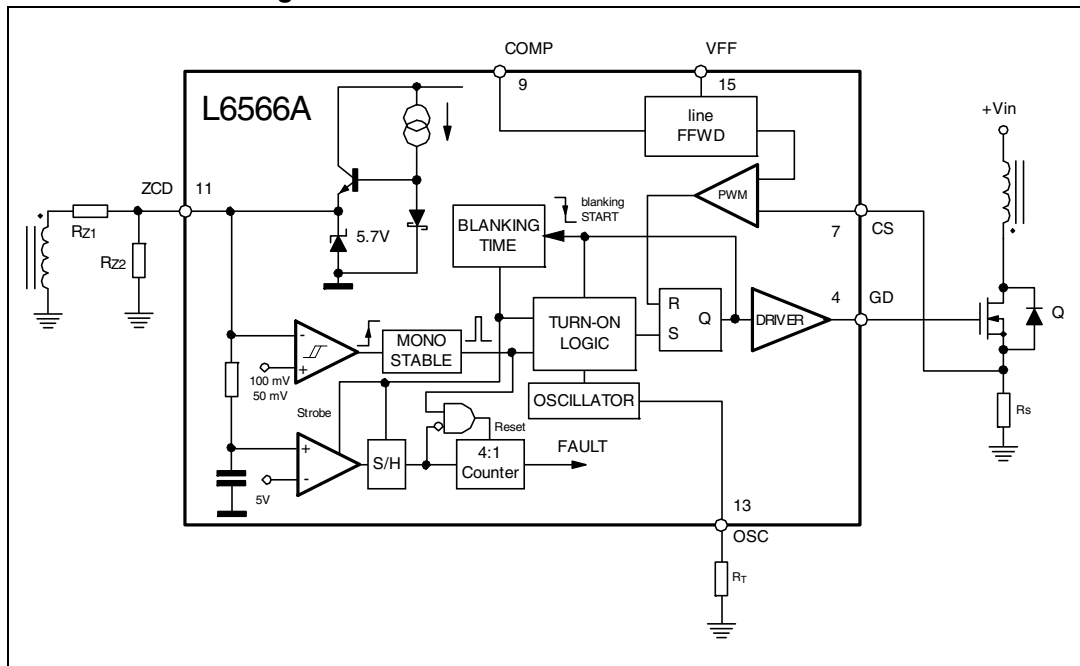 COMP
VFF
9
15
L6566A
line
FFWD
+Vin
ZCD
11
PWM
blanking
START
BLANKING
TIME
5.7V
RZ1
RZ2
7
CS
4
GD
R
S
Q
DRIVER
Q
TURN-ON
LOGIC
MONO
STABLE
-
+
100 mV
50 mV
OSCILLATOR
Strobe
Reset
Rs
FAULT
+
-
S/H
4:1
Counter
5V
13
OSC
RT